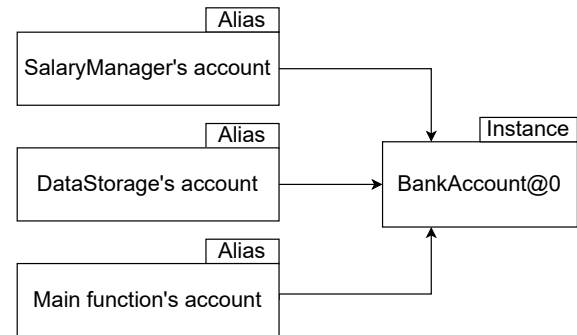 Alias
SalaryManager's account
Alias
Instance
DataStorage's account
BankAccount@0
Alias
Main function's account